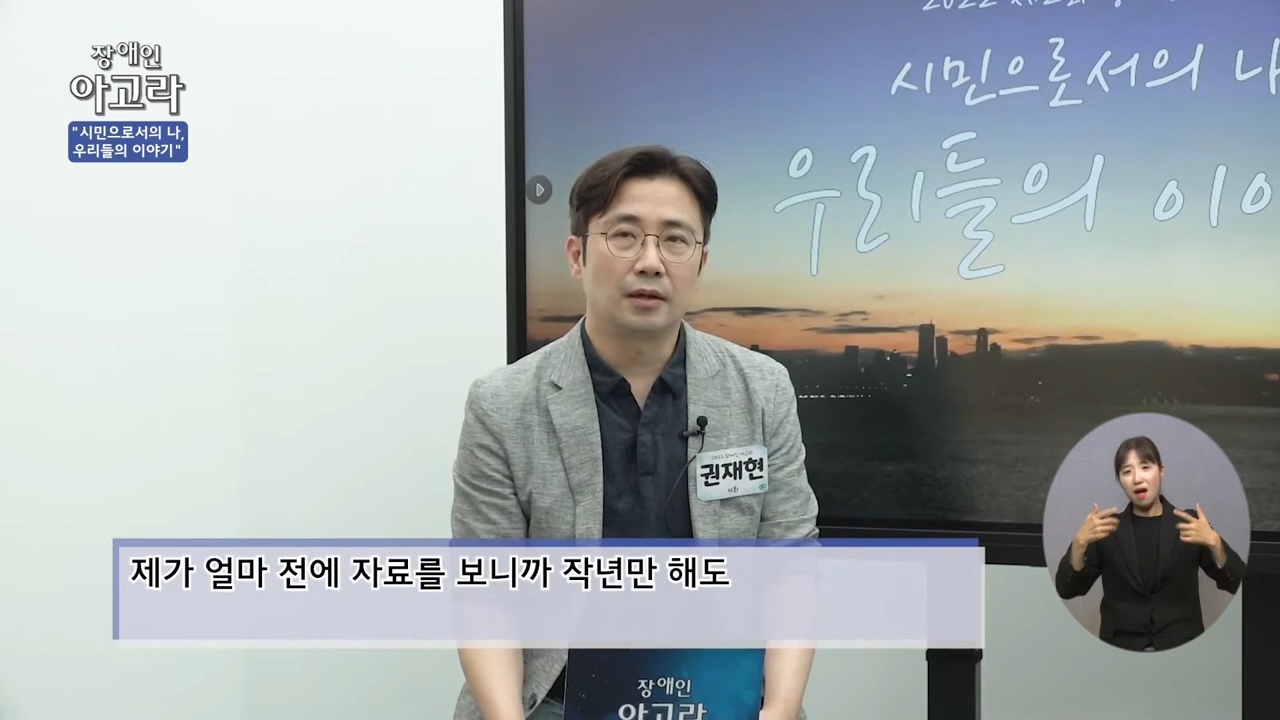 장애인
아고라
"시민으로서의 나,
우리들의 이야기"
시민으로서의 나
우리들의 이야
권재현
사회
제가 얼마 전에 자료를 보니까 작년만 해도
장애인
아고라